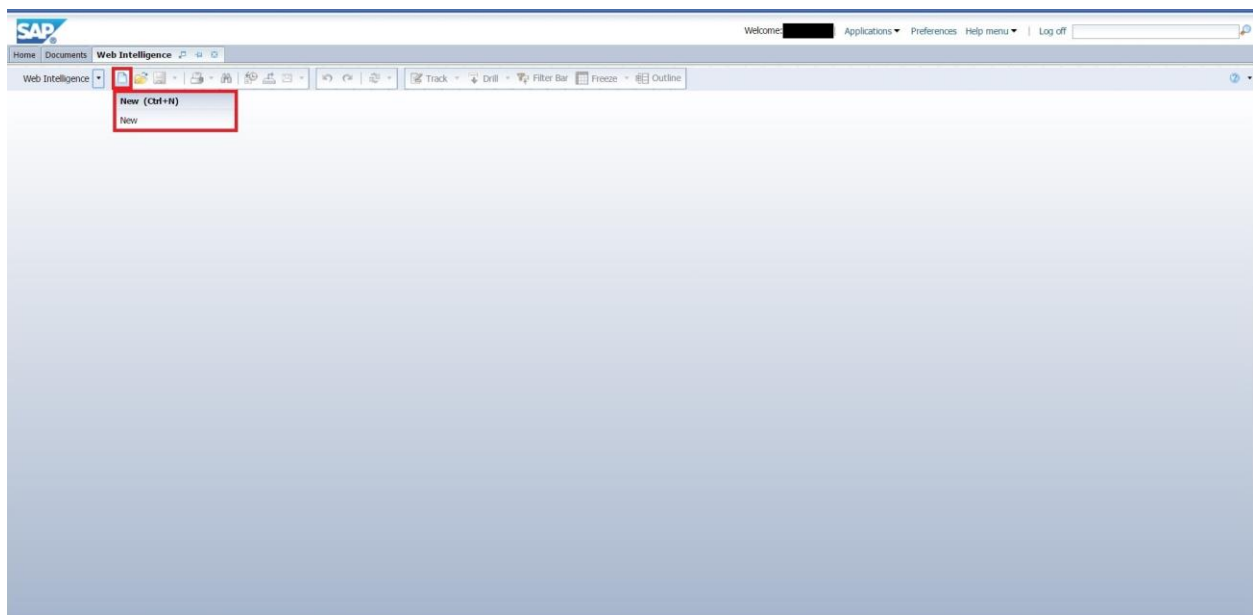 SAP®
Welcome: Applications Preferences Help menu | Log off
Home Documents Web Intelligence
Web Intelligence Track Drill Filter Bar Freeze Outline
New (Ctrl+N)
New